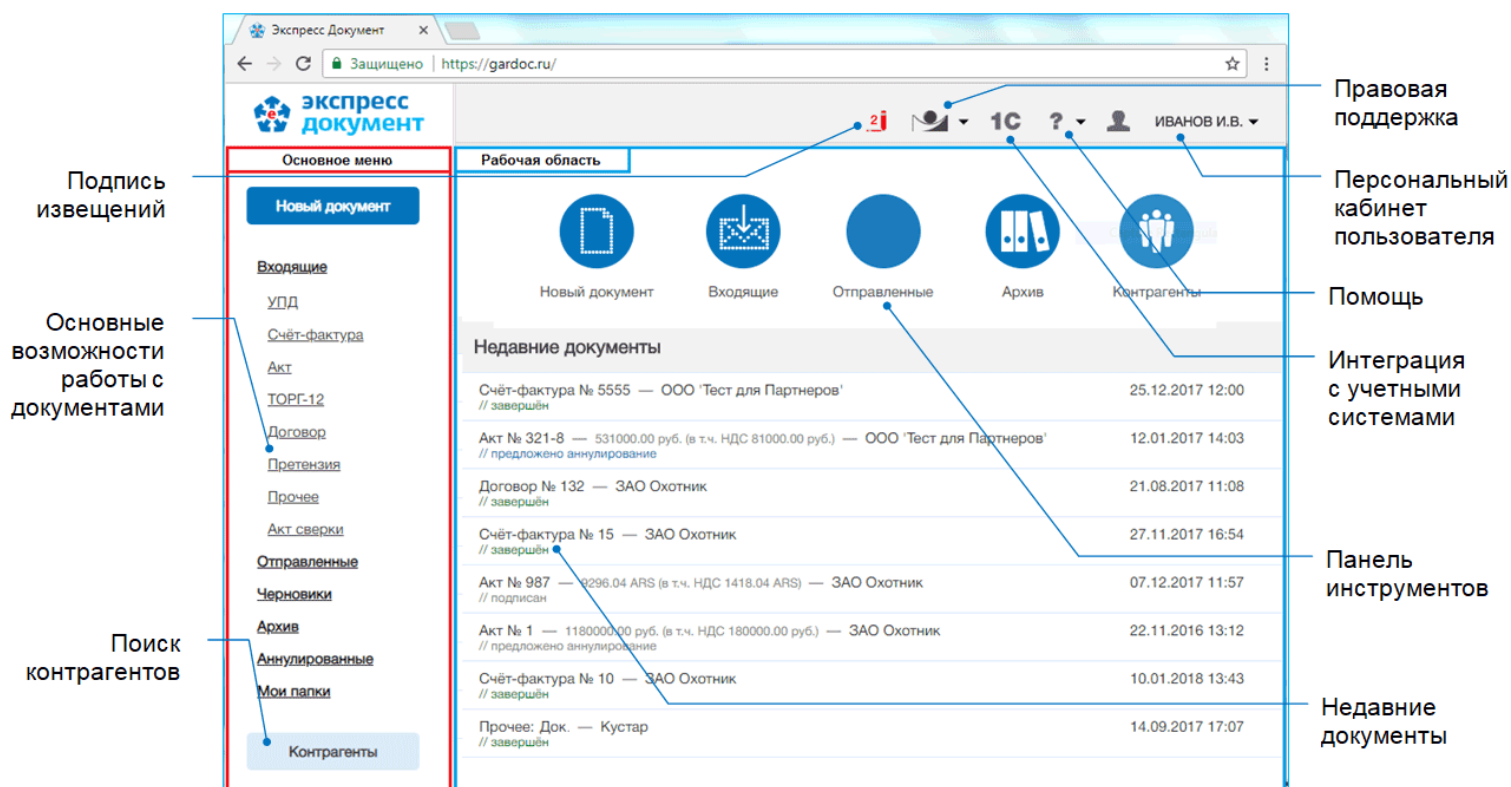 Экспресс Документ
Защищено
https://gardoc.ru/
экспресс
документ
е
2
1С
?
ИВАНОВ И.В.
Правовая
поддержка
Персональный
кабинет
пользователя
Помощь
Интеграция
с учетными
системами
Панель
инструментов
Недавние
документы
Подпись
извещений
Основные
возможности
работы с
документами
Поиск
контрагентов
Основное меню
Новый документ
Входящие
УПД
Счёт-фактура
Акт
ТОРГ-12
Договор
Претензия
Прочее
Акт сверки
Отправленные
Черновики
Архив
Аннулированные
Мои папки
Контрагенты
Рабочая область
Новый документ
Входящие
Отправленные
Архив
Контрагенты
Недавние документы
Счёт-фактура № 5555 — ООО 'Тест для Партнеров' 25.12.2017 12:00
// завершён
Акт № 321-8 — 531000.00 руб. (в т.ч. НДС 81000.00 руб.) — ООО 'Тест для Партнеров' 12.01.2017 14:03
// предложено аннулирование
Договор № 132 — ЗАО Охотник 21.08.2017 11:08
// завершён
Счёт-фактура № 15 — ЗАО Охотник 27.11.2017 16:54
// завершён
Акт № 987 — 9296.04 ARS (в т.ч. НДС 1418.04 ARS) — ЗАО Охотник 07.12.2017 11:57
// подписан
Акт № 1 — 1180000.00 руб. (в т.ч. НДС 180000.00 руб.) — ЗАО Охотник 22.11.2016 13:12
// предложено аннулирование
Счёт-фактура № 10 — ЗАО Охотник 10.01.2018 13:43
// завершён
Прочее: Док. — Кустар 14.09.2017 17:07
// завершён